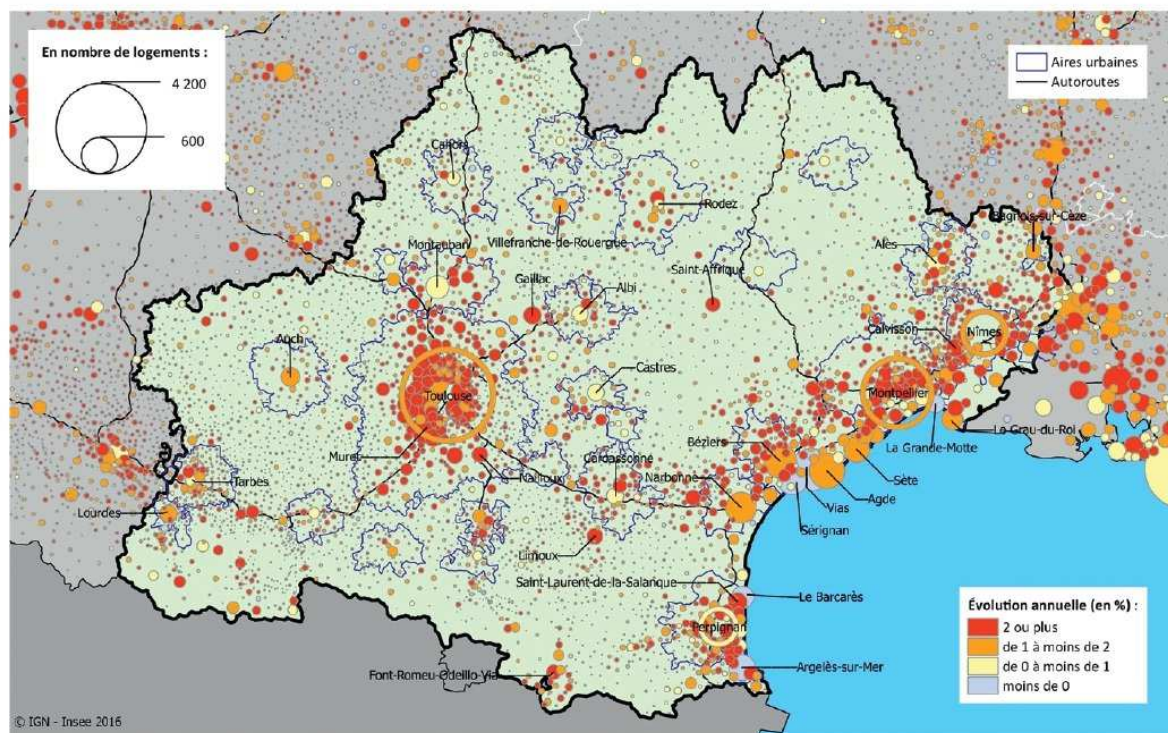 En nombre de logements :
4 200
600
Aires urbaines
Autoroutes
Cahors
Rodez
Villefranche-de-Rouergue
Bagnols-sur-Cèze
Montauban
Alès
Saint-Affrique
Gaillac
Albi
Calvisson
Nîmes
Auch
Castres
Toulouse
Montpellier
Le Grau-du-Roi
La Grande-Motte
Béziers
Muret
Nailloux
Carcassonne
Narbonne
Sète
Tarbes
Agde
Vias
Lourdes
Sérignan
Limoux
Saint-Laurent-de-la-Salanque
Le Barcarès
Évolution annuelle (en %) :
2 ou plus
de 1 à moins de 2
de 0 à moins de 1
moins de 0
Perpignan
Argelès-sur-Mer
Font-Romeu-Odeillo-Via
© IGN - Insee 2016